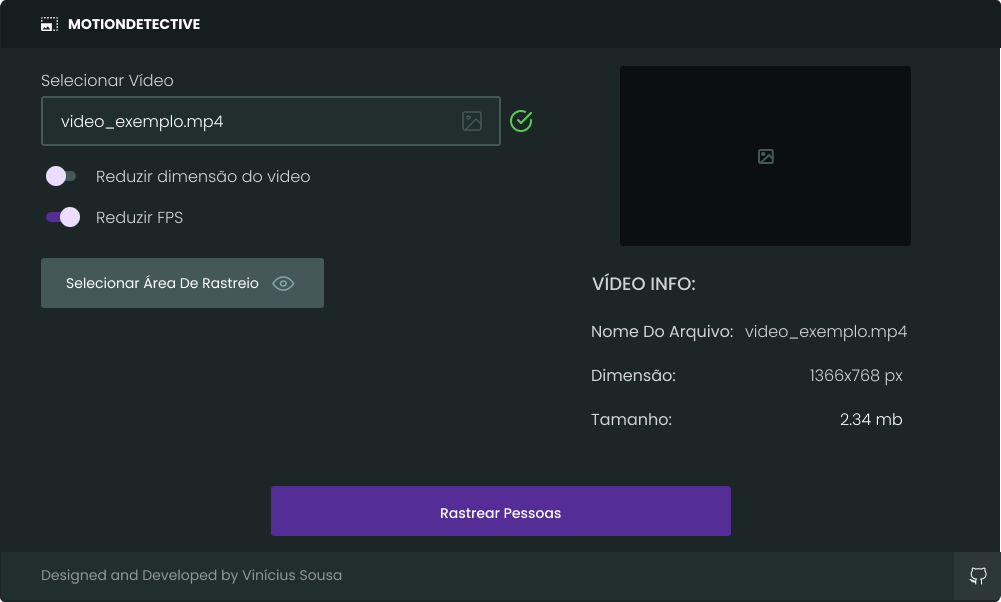 MOTIONDETECTIVE
Selecionar Vídeo
video_exemplo.mp4
Reduzir dimensão do video
Reduzir FPS
Selecionar Área De Rastreio
VÍDEO INFO:
Nome Do Arquivo: video_exemplo.mp4
Dimensão: 1366x768 px
Tamanho: 2.34 mb
Rastrear Pessoas
Designed and Developed by Vinícius Sousa